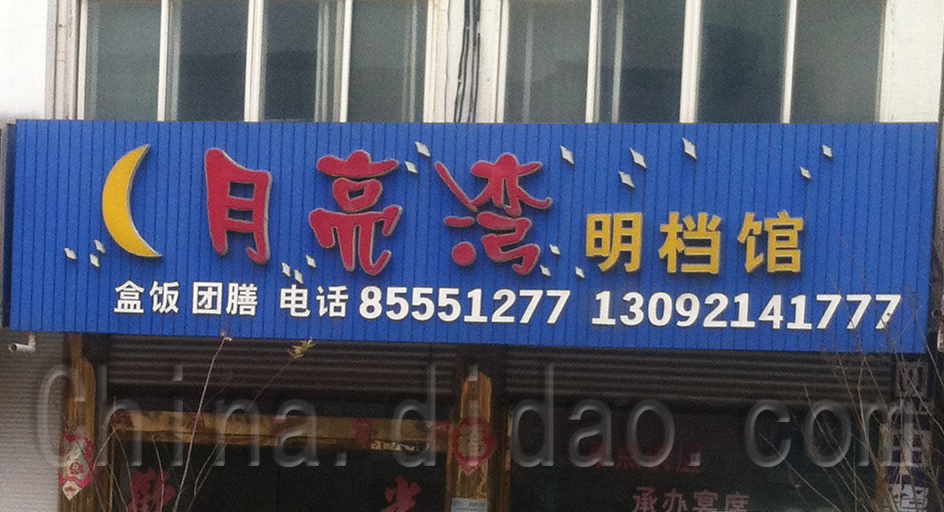 月亮湾 明档馆
盒饭 团膳 电话 85551277 13092141777
China.didao.com
承办宴席